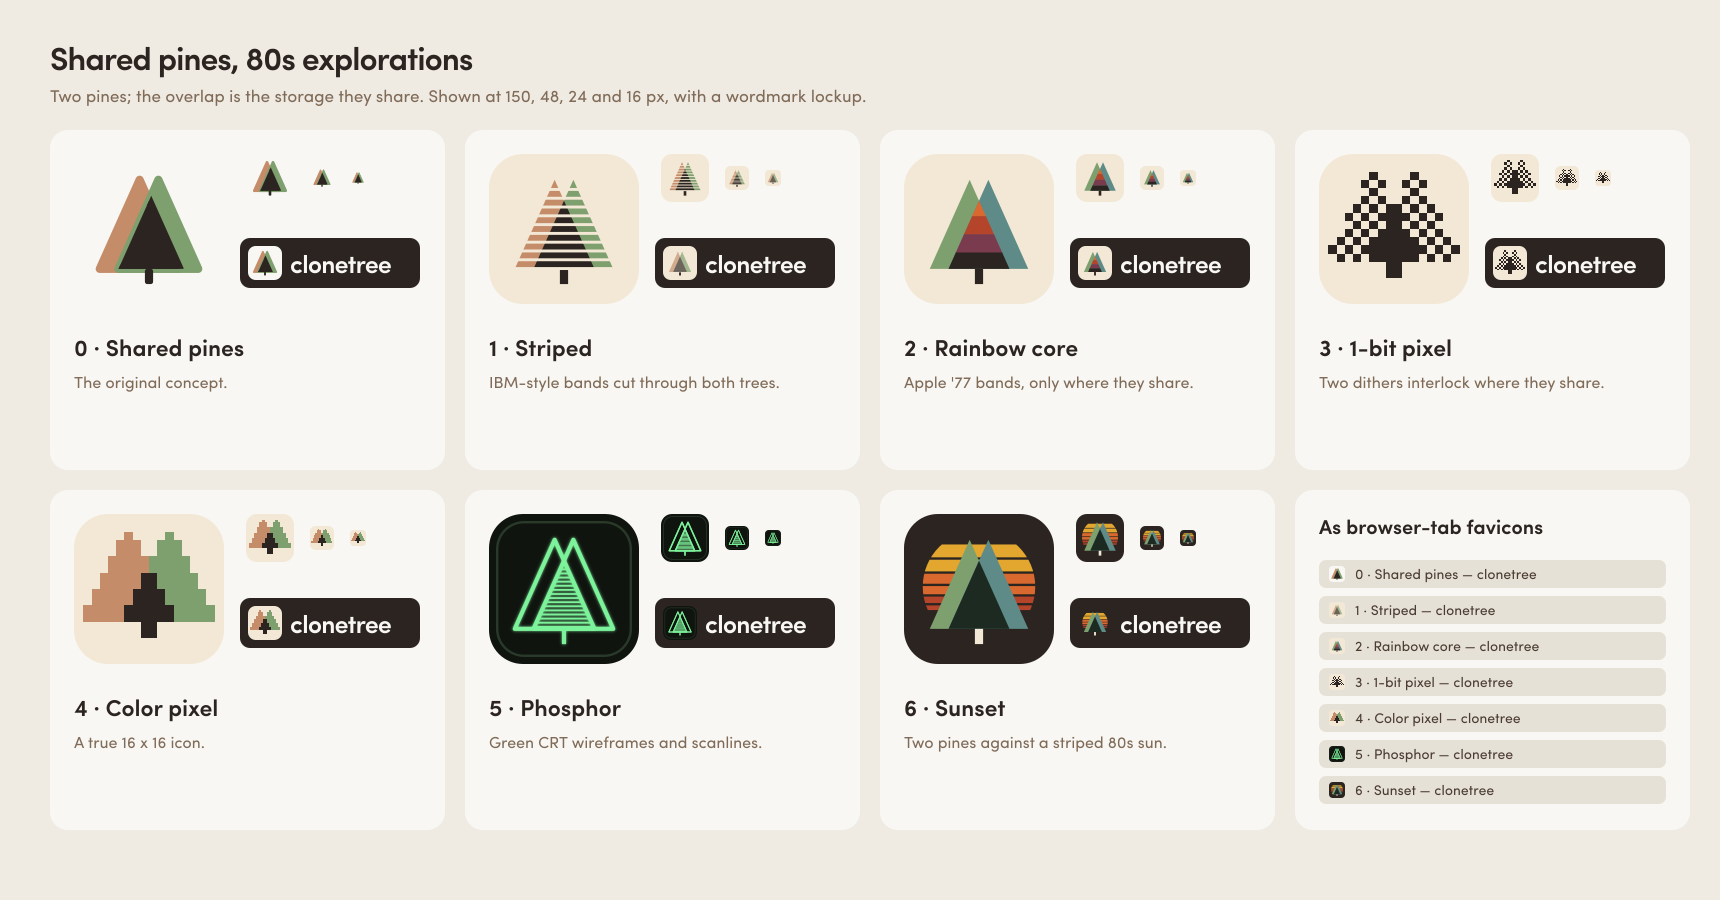 Shared pines, 80s explorations
Two pines; the overlap is the storage they share. Shown at 150, 48, 24 and 16 px, with a wordmark lockup.
clonetree
0 · Shared pines
The original concept.
clonetree
1 · Striped
IBM-style bands cut through both trees.
clonetree
2 · Rainbow core
Apple '77 bands, only where they share.
clonetree
3 · 1-bit pixel
Two dithers interlock where they share.
clonetree
4 · Color pixel
A true 16 x 16 icon.
clonetree
5 · Phosphor
Green CRT wireframes and scanlines.
clonetree
6 · Sunset
Two pines against a striped 80s sun.
As browser-tab favicons
0 · Shared pines — clonetree
1 · Striped — clonetree
2 · Rainbow core — clonetree
3 · 1-bit pixel — clonetree
4 · Color pixel — clonetree
5 · Phosphor — clonetree
6 · Sunset — clonetree